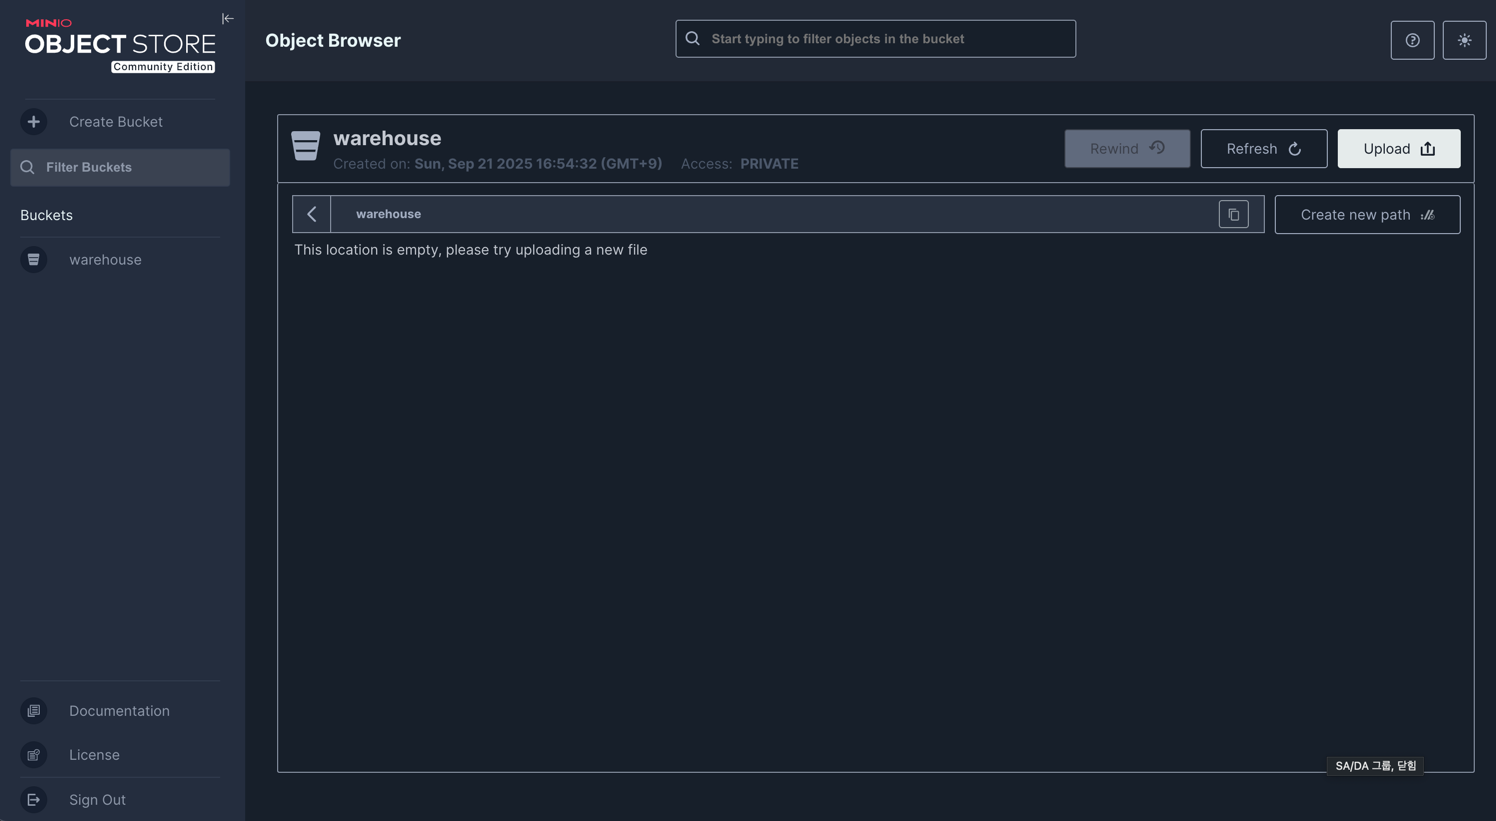 MINIO
OBJECT STORE
Community Edition
Object Browser
Start typing to filter objects in the bucket
Create Bucket
Filter Buckets
Buckets
warehouse
Documentation
License
Sign Out
warehouse
Created on: Sun, Sep 21 2025 16:54:32 (GMT+9) Access: PRIVATE
Rewind
Refresh
Upload
warehouse
Create new path
This location is empty, please try uploading a new file
SA/DA 그룹, 닫힘